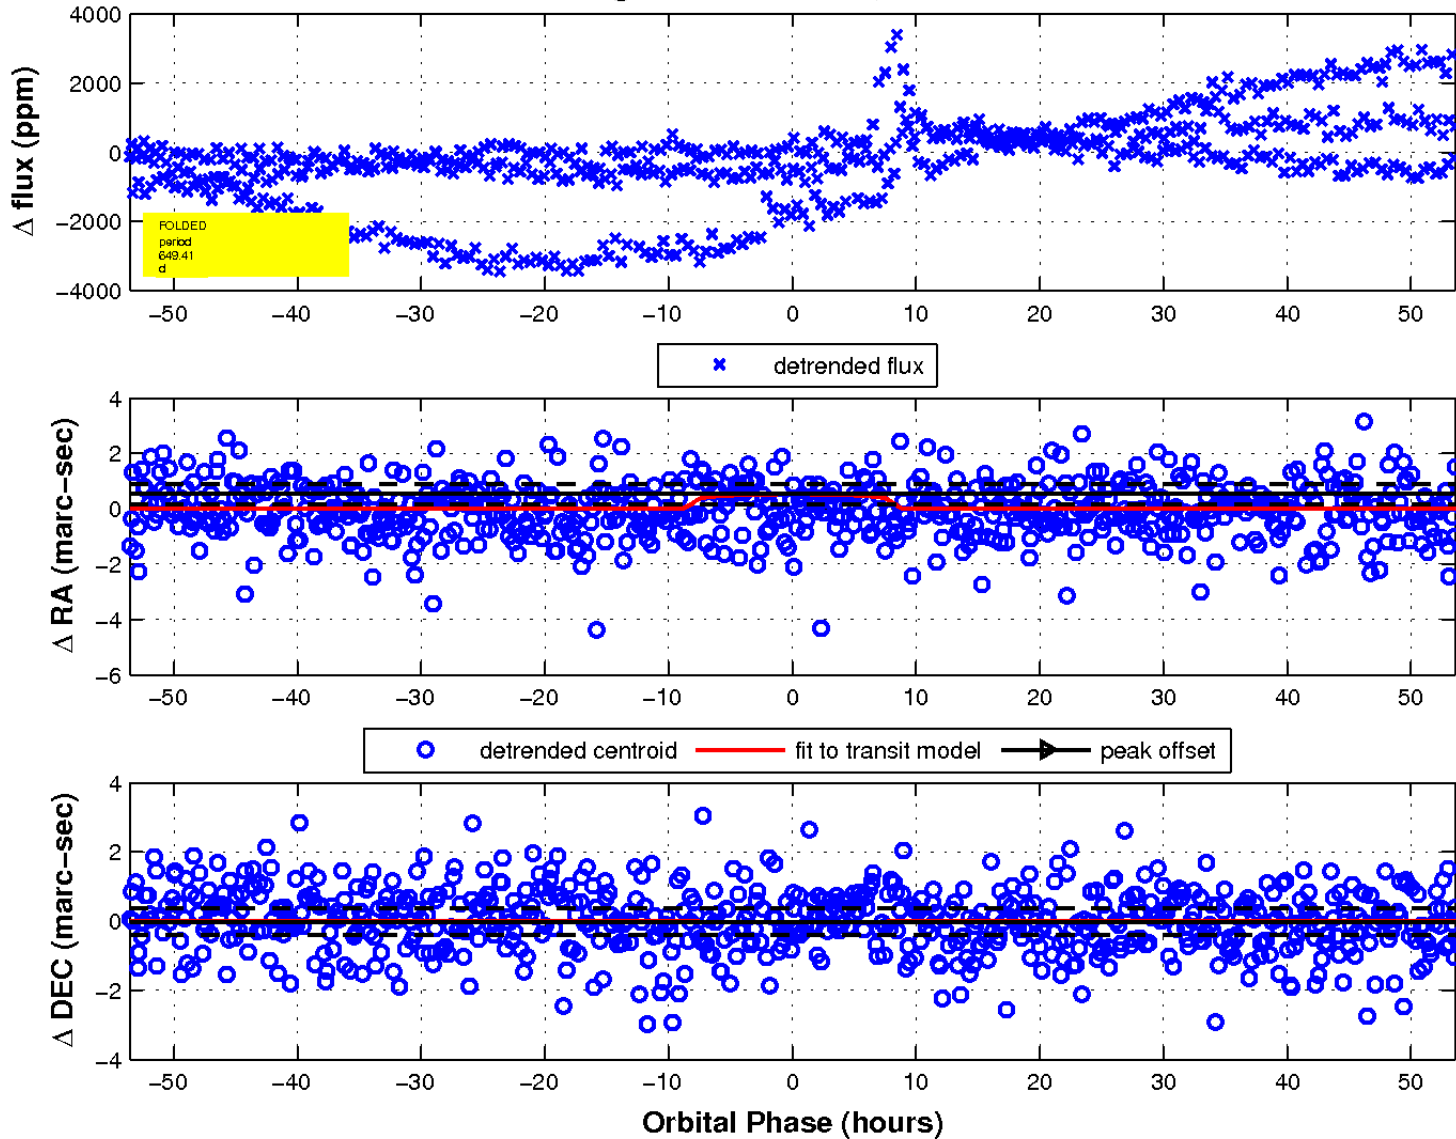 4000
2000
0
−2000
−4000
Δ flux (ppm)
FOLDED
period
649.41
d
−50 −40 −30 −20 −10 0 10 20 30 40 50
detrended flux
4
2
0
−2
−4
−6
Δ RA (marc−sec)
−50 −40 −30 −20 −10 0 10 20 30 40 50
detrended centroid fit to transit model peak offset
4
2
0
−2
−4
Δ DEC (marc−sec)
−50 −40 −30 −20 −10 0 10 20 30 40 50
Orbital Phase (hours)